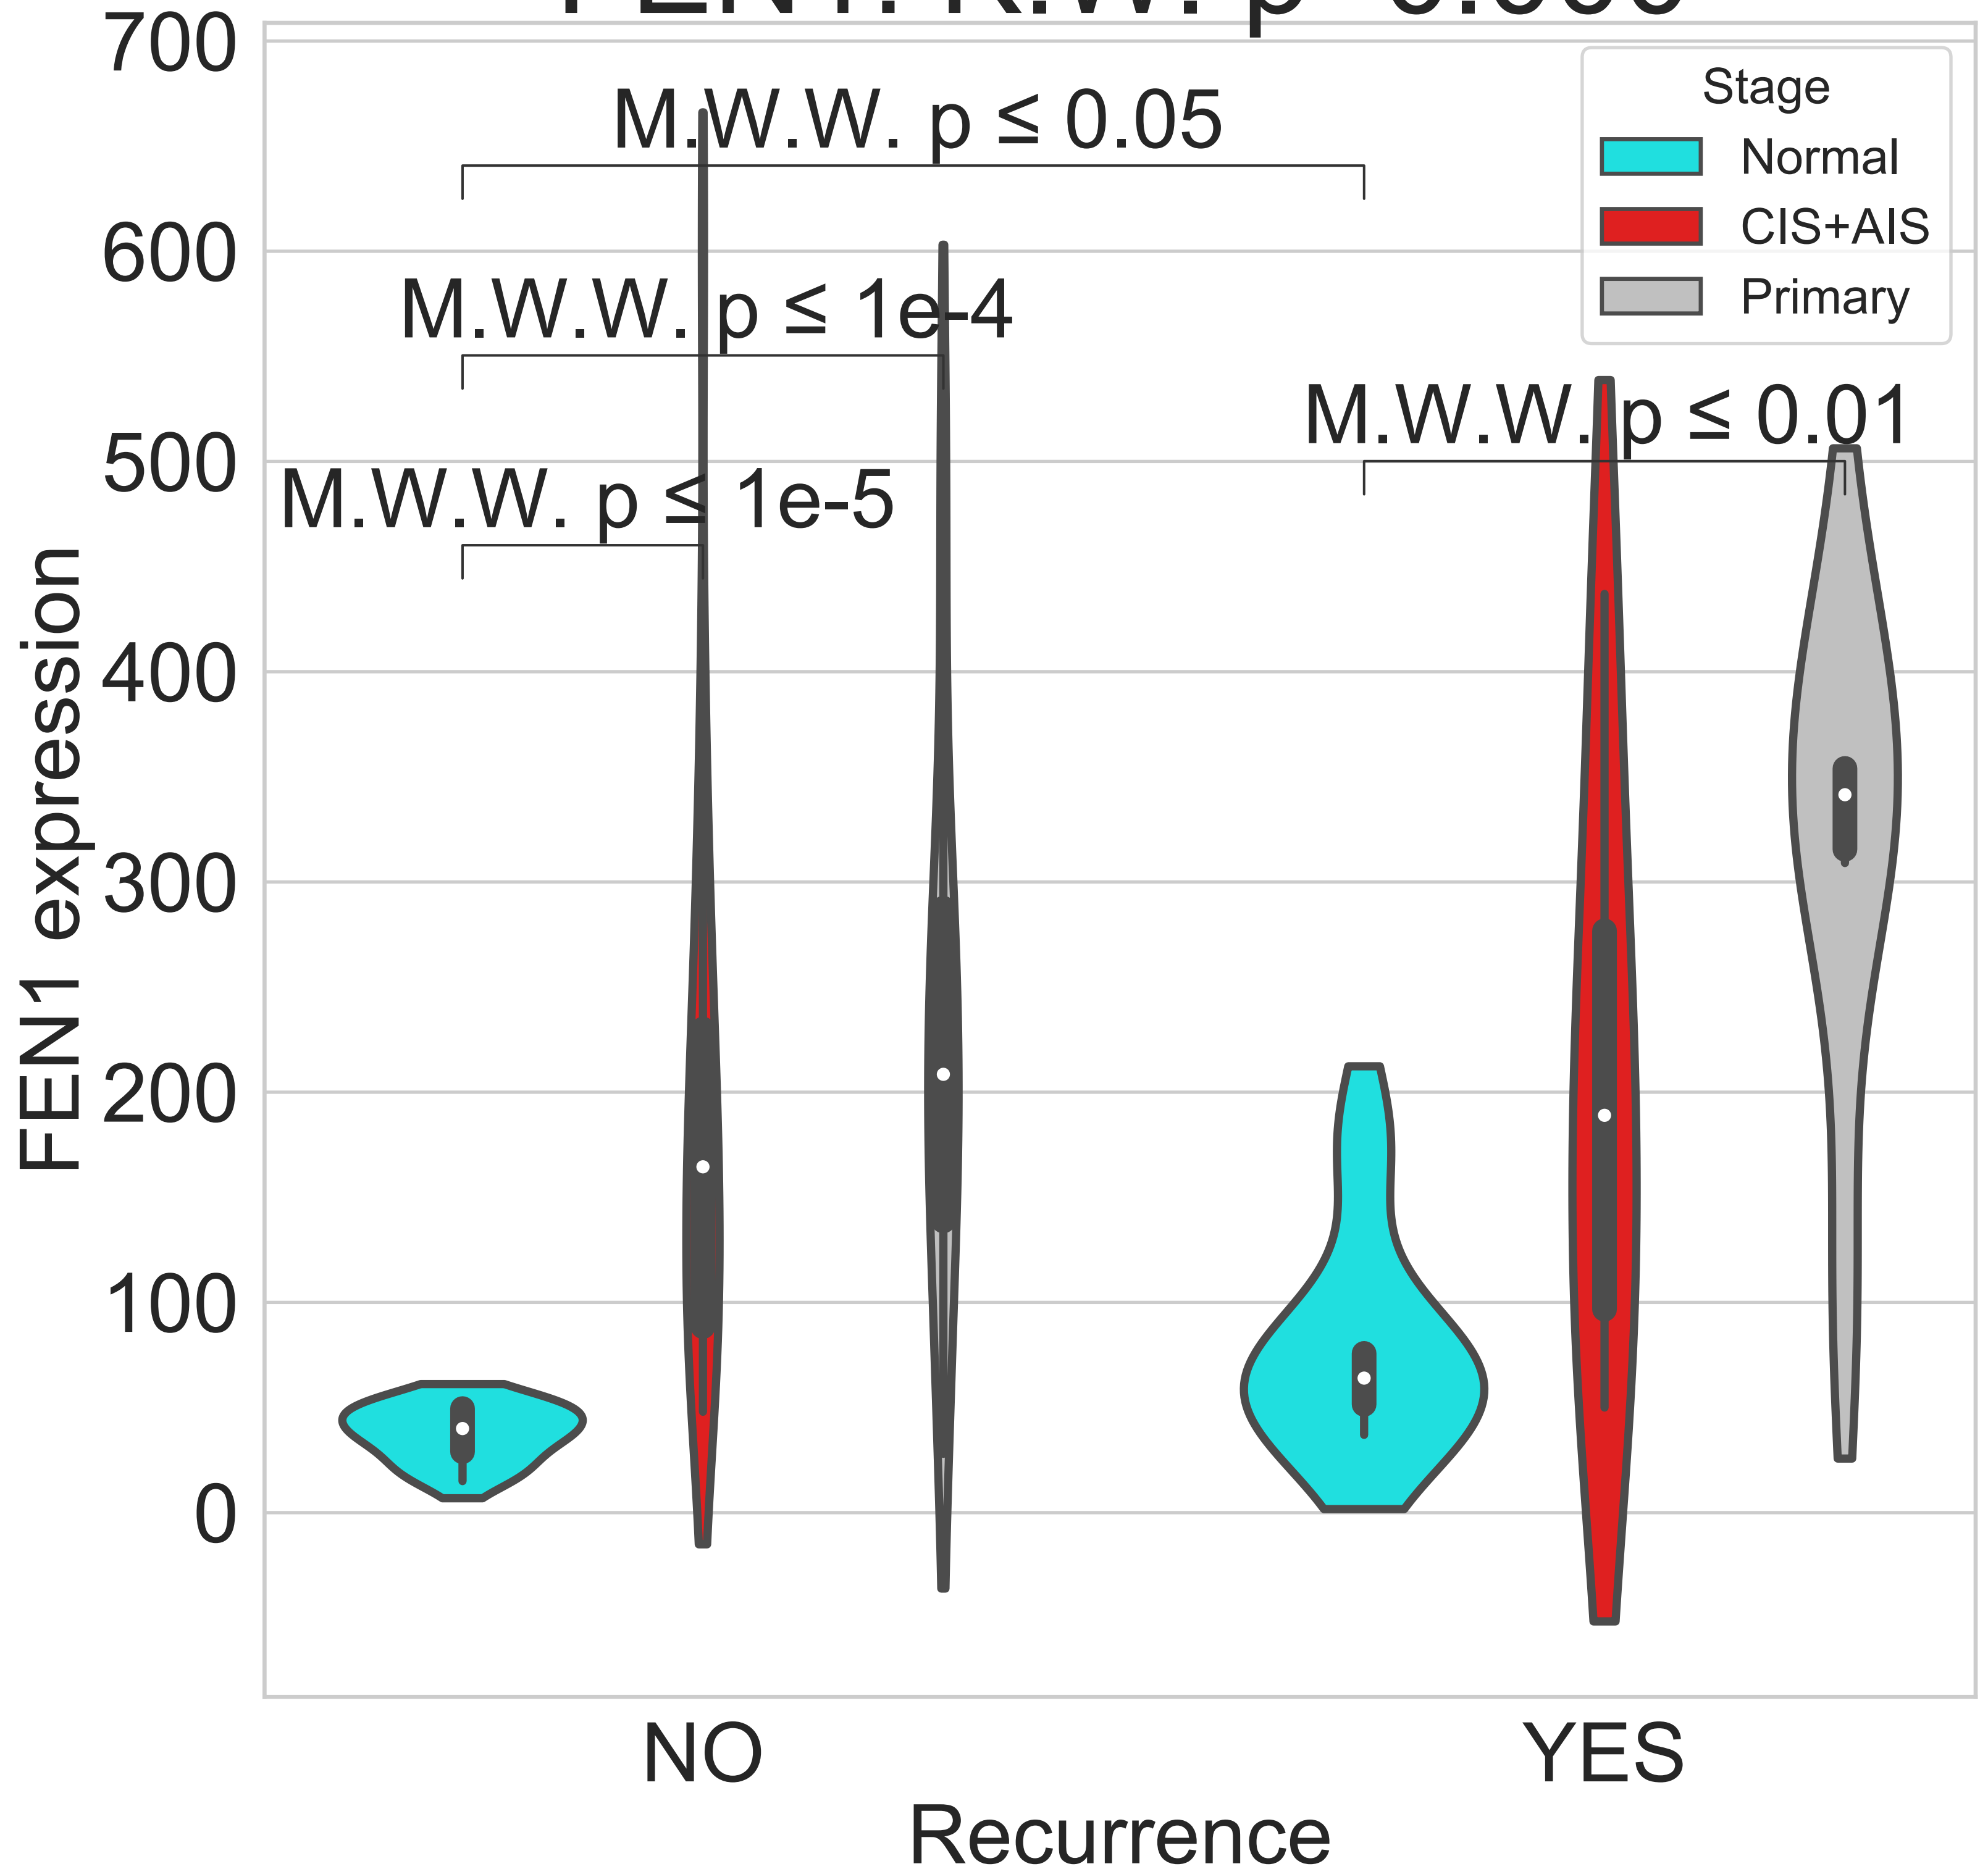 700
M.W.W. p ≤ 0.05
Stage
Normal
CIS+AIS
Primary
600
M.W.W. p ≤ 1e-4
M.W.W. p ≤ 0.01
500
M.W.W. p ≤ 1e-5
400
300
200
100
0
FEN1 expression
NO
YES
Recurrence